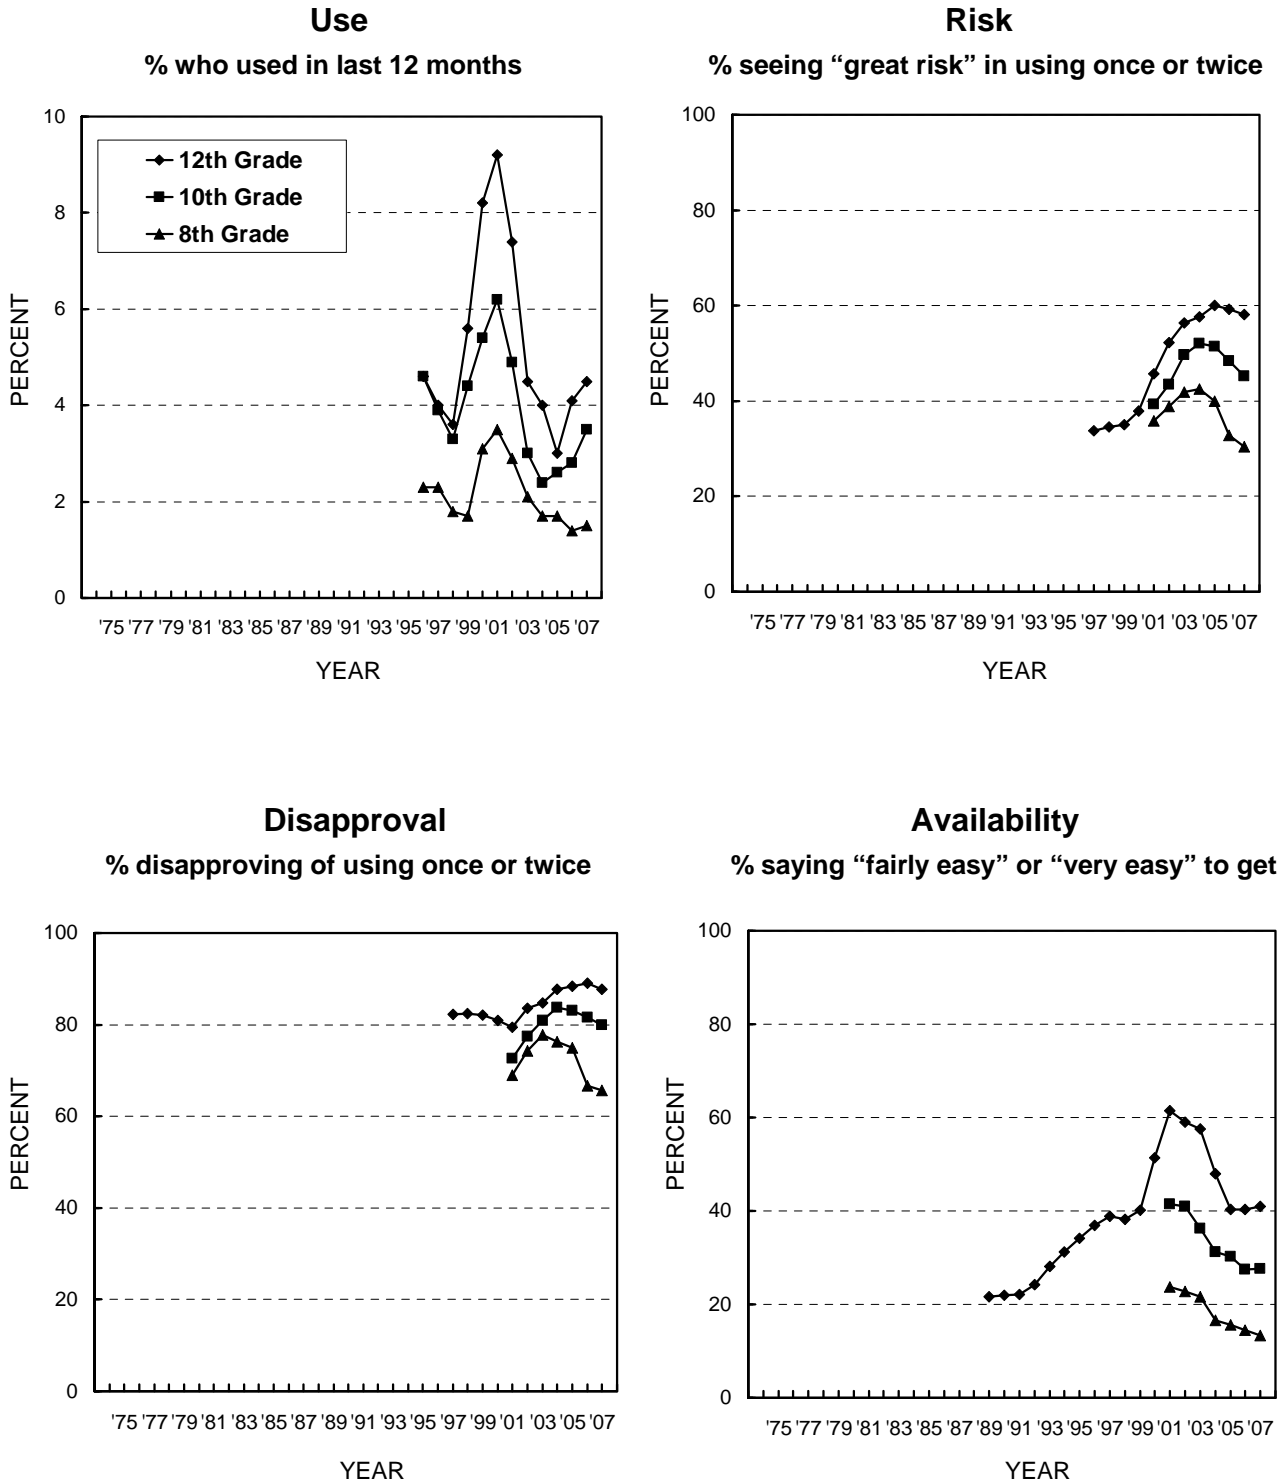 Use
% who used in last 12 months
10
8
6
4
2
0
PERCENT
12th Grade
10th Grade
8th Grade
'75 '77 '79 '81 '83 '85 '87 '89 '91 '93 '95 '97 '99 '01 '03 '05 '07
YEAR
Risk
% seeing “great risk” in using once or twice
100
80
60
40
20
0
PERCENT
'75 '77 '79 '81 '83 '85 '87 '89 '91 '93 '95 '97 '99 '01 '03 '05 '07
YEAR
Disapproval
% disapproving of using once or twice
100
80
60
40
20
0
PERCENT
'75 '77 '79 '81 '83 '85 '87 '89 '91 '93 '95 '97 '99 '01 '03 '05 '07
YEAR
Availability
% saying “fairly easy” or “very easy” to get
100
80
60
40
20
0
PERCENT
'75 '77 '79 '81 '83 '85 '87 '89 '91 '93 '95 '97 '99 '01 '03 '05 '07
YEAR